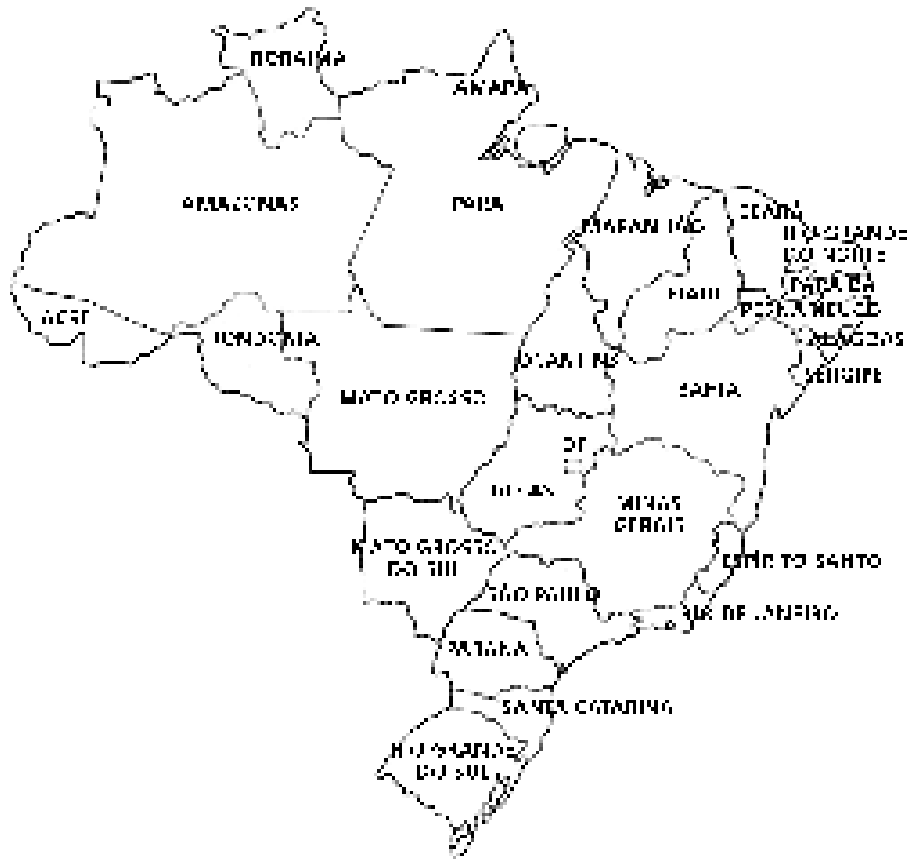 RORAIMA
AMAPA
AMAZONAS
PARA
MARANHAO
CEARA
RIO GRANDE
DO NORTE
PIAUI
PARAIBA
PERNAMBUCO
ACRE
RONDONIA
ALAGOAS
TOCANTINS
SERGIPE
MATO GROSSO
BAHIA
DF
GOIAS
MINAS
GERAIS
MATO GROSSO
DO SUL
ESPIRITO SANTO
SÃO PAULO
RIO DE JANEIRO
PARANA
SANTA CATARINA
RIO GRANDE
DO SUL